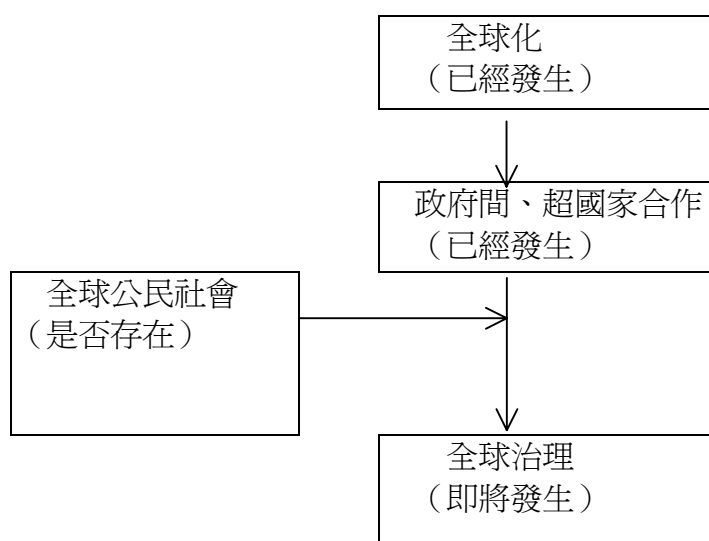 全球化
（已經發生）
政府間、超國家合作
（已經發生）
全球公民社會
（是否存在）
全球治理
（即將發生）